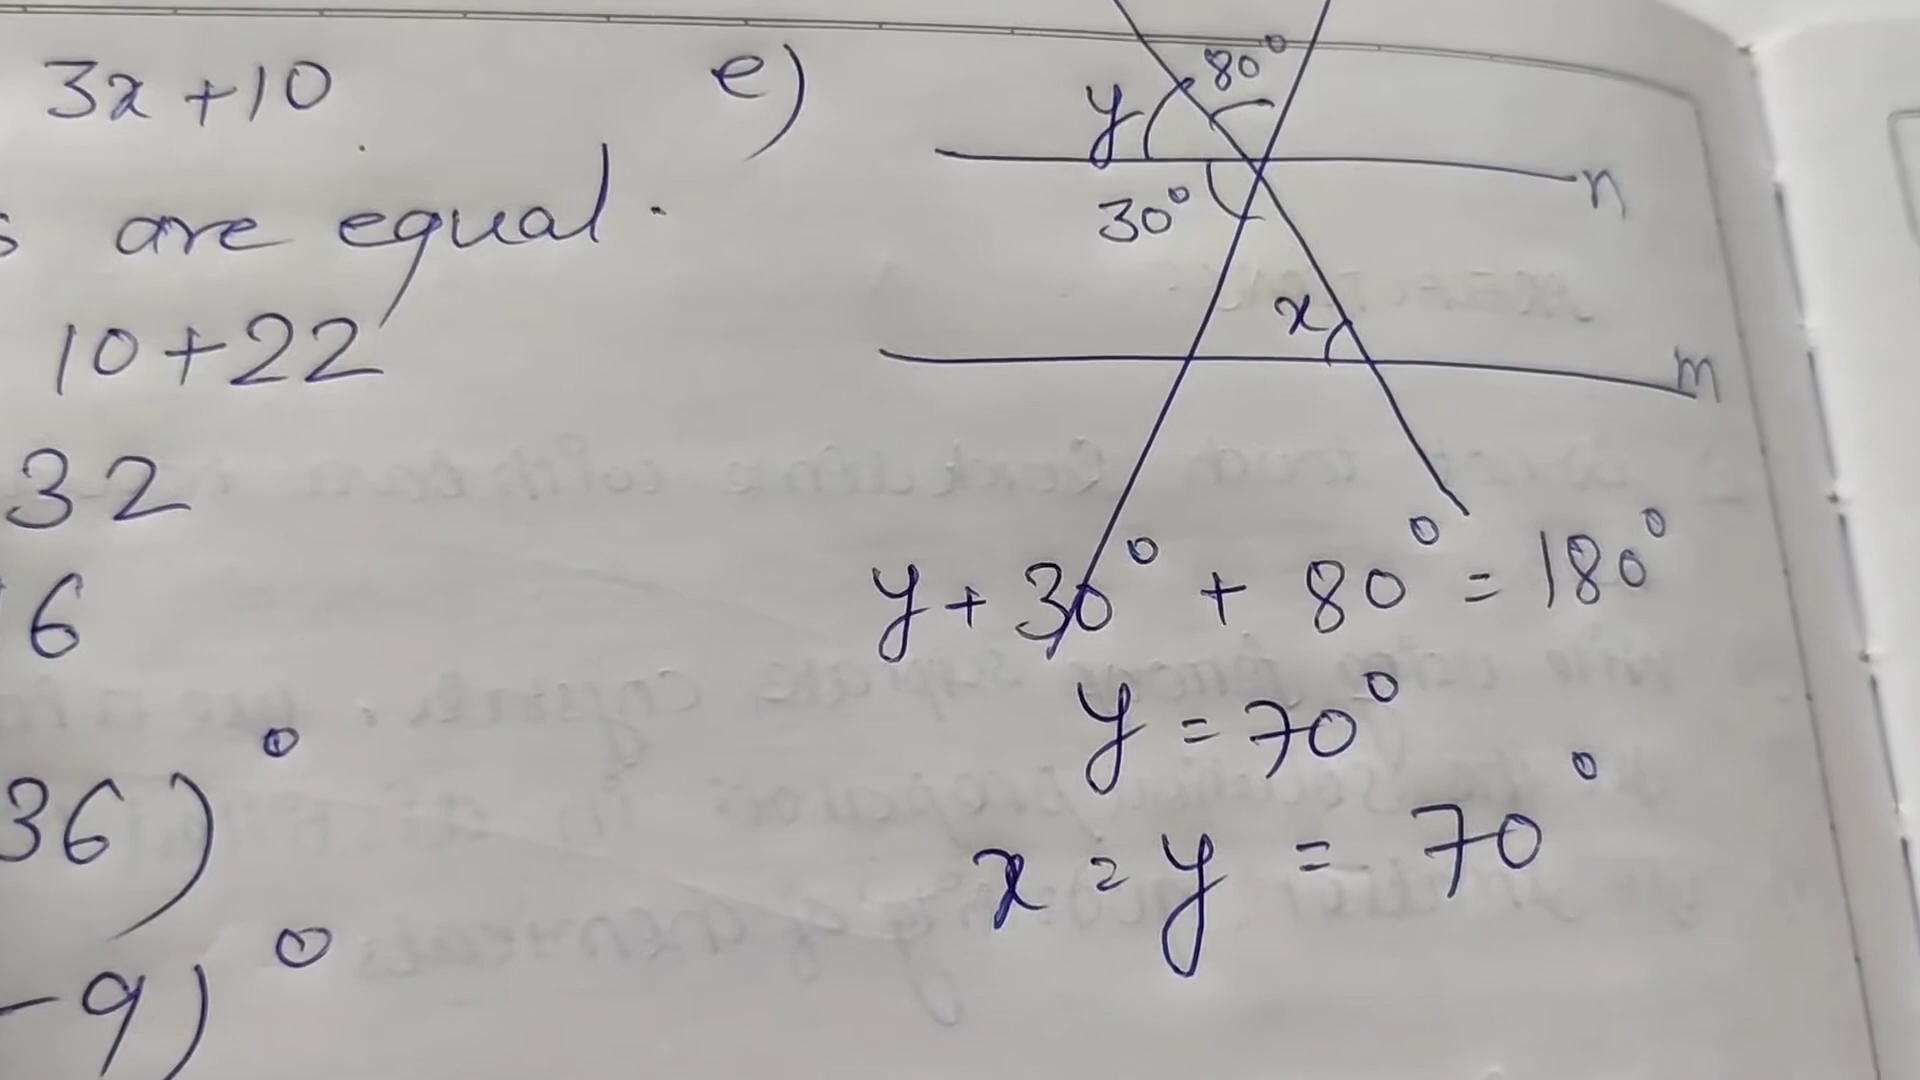 3x + 10
are equal.
10 + 22
32
6
36)°
- 9)°
e)
80°
y
n
30°
x
m
y + 30° + 80° = 180°
y = 70°
x = y = 70°